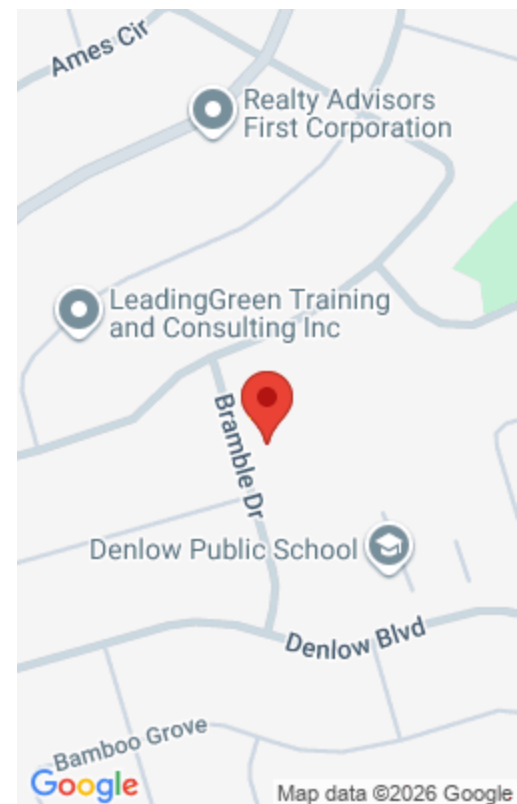 Ames Cir
Realty Advisors
First Corporation
LeadingGreen Training
and Consulting Inc
Bramble Dr
Denlow Public School
Denlow Blvd
Bamboo Grove
Google
Map data ©2026 Google